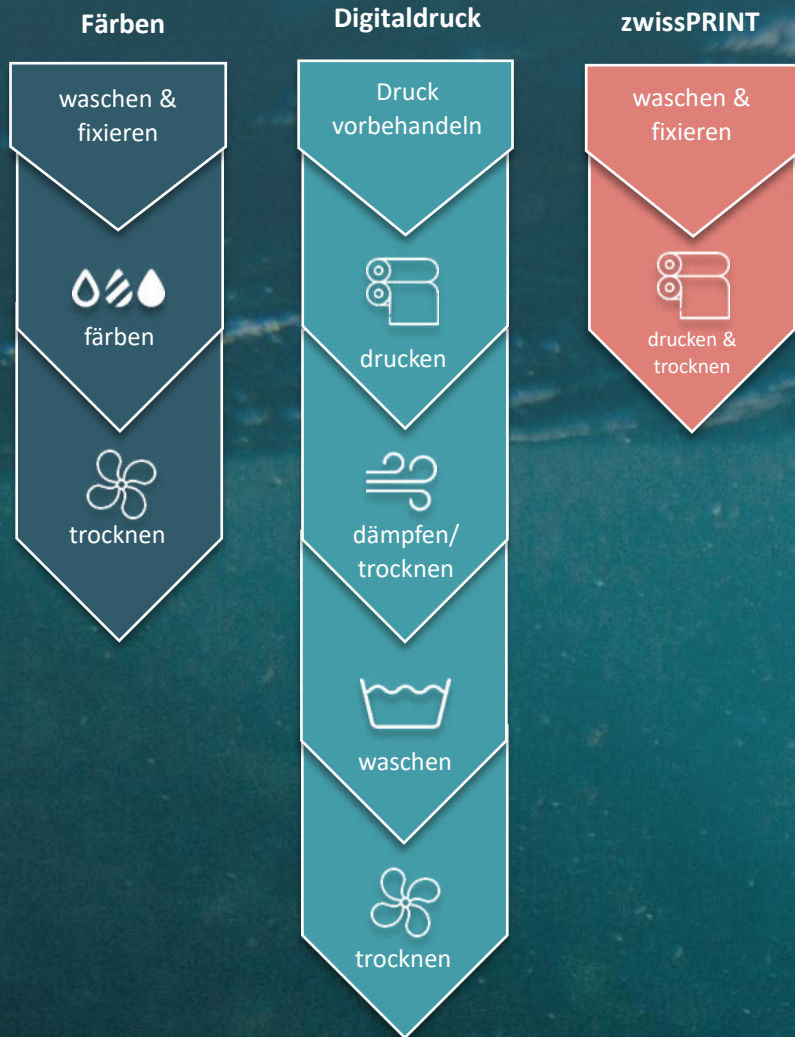 Färben
waschen &
fixieren
färben
trocknen
Digitaldruck
Druck
vorbehandeln
drucken
dämpfen/
trocknen
waschen
trocknen
zwissPRINT
waschen &
fixieren
drucken &
trocknen